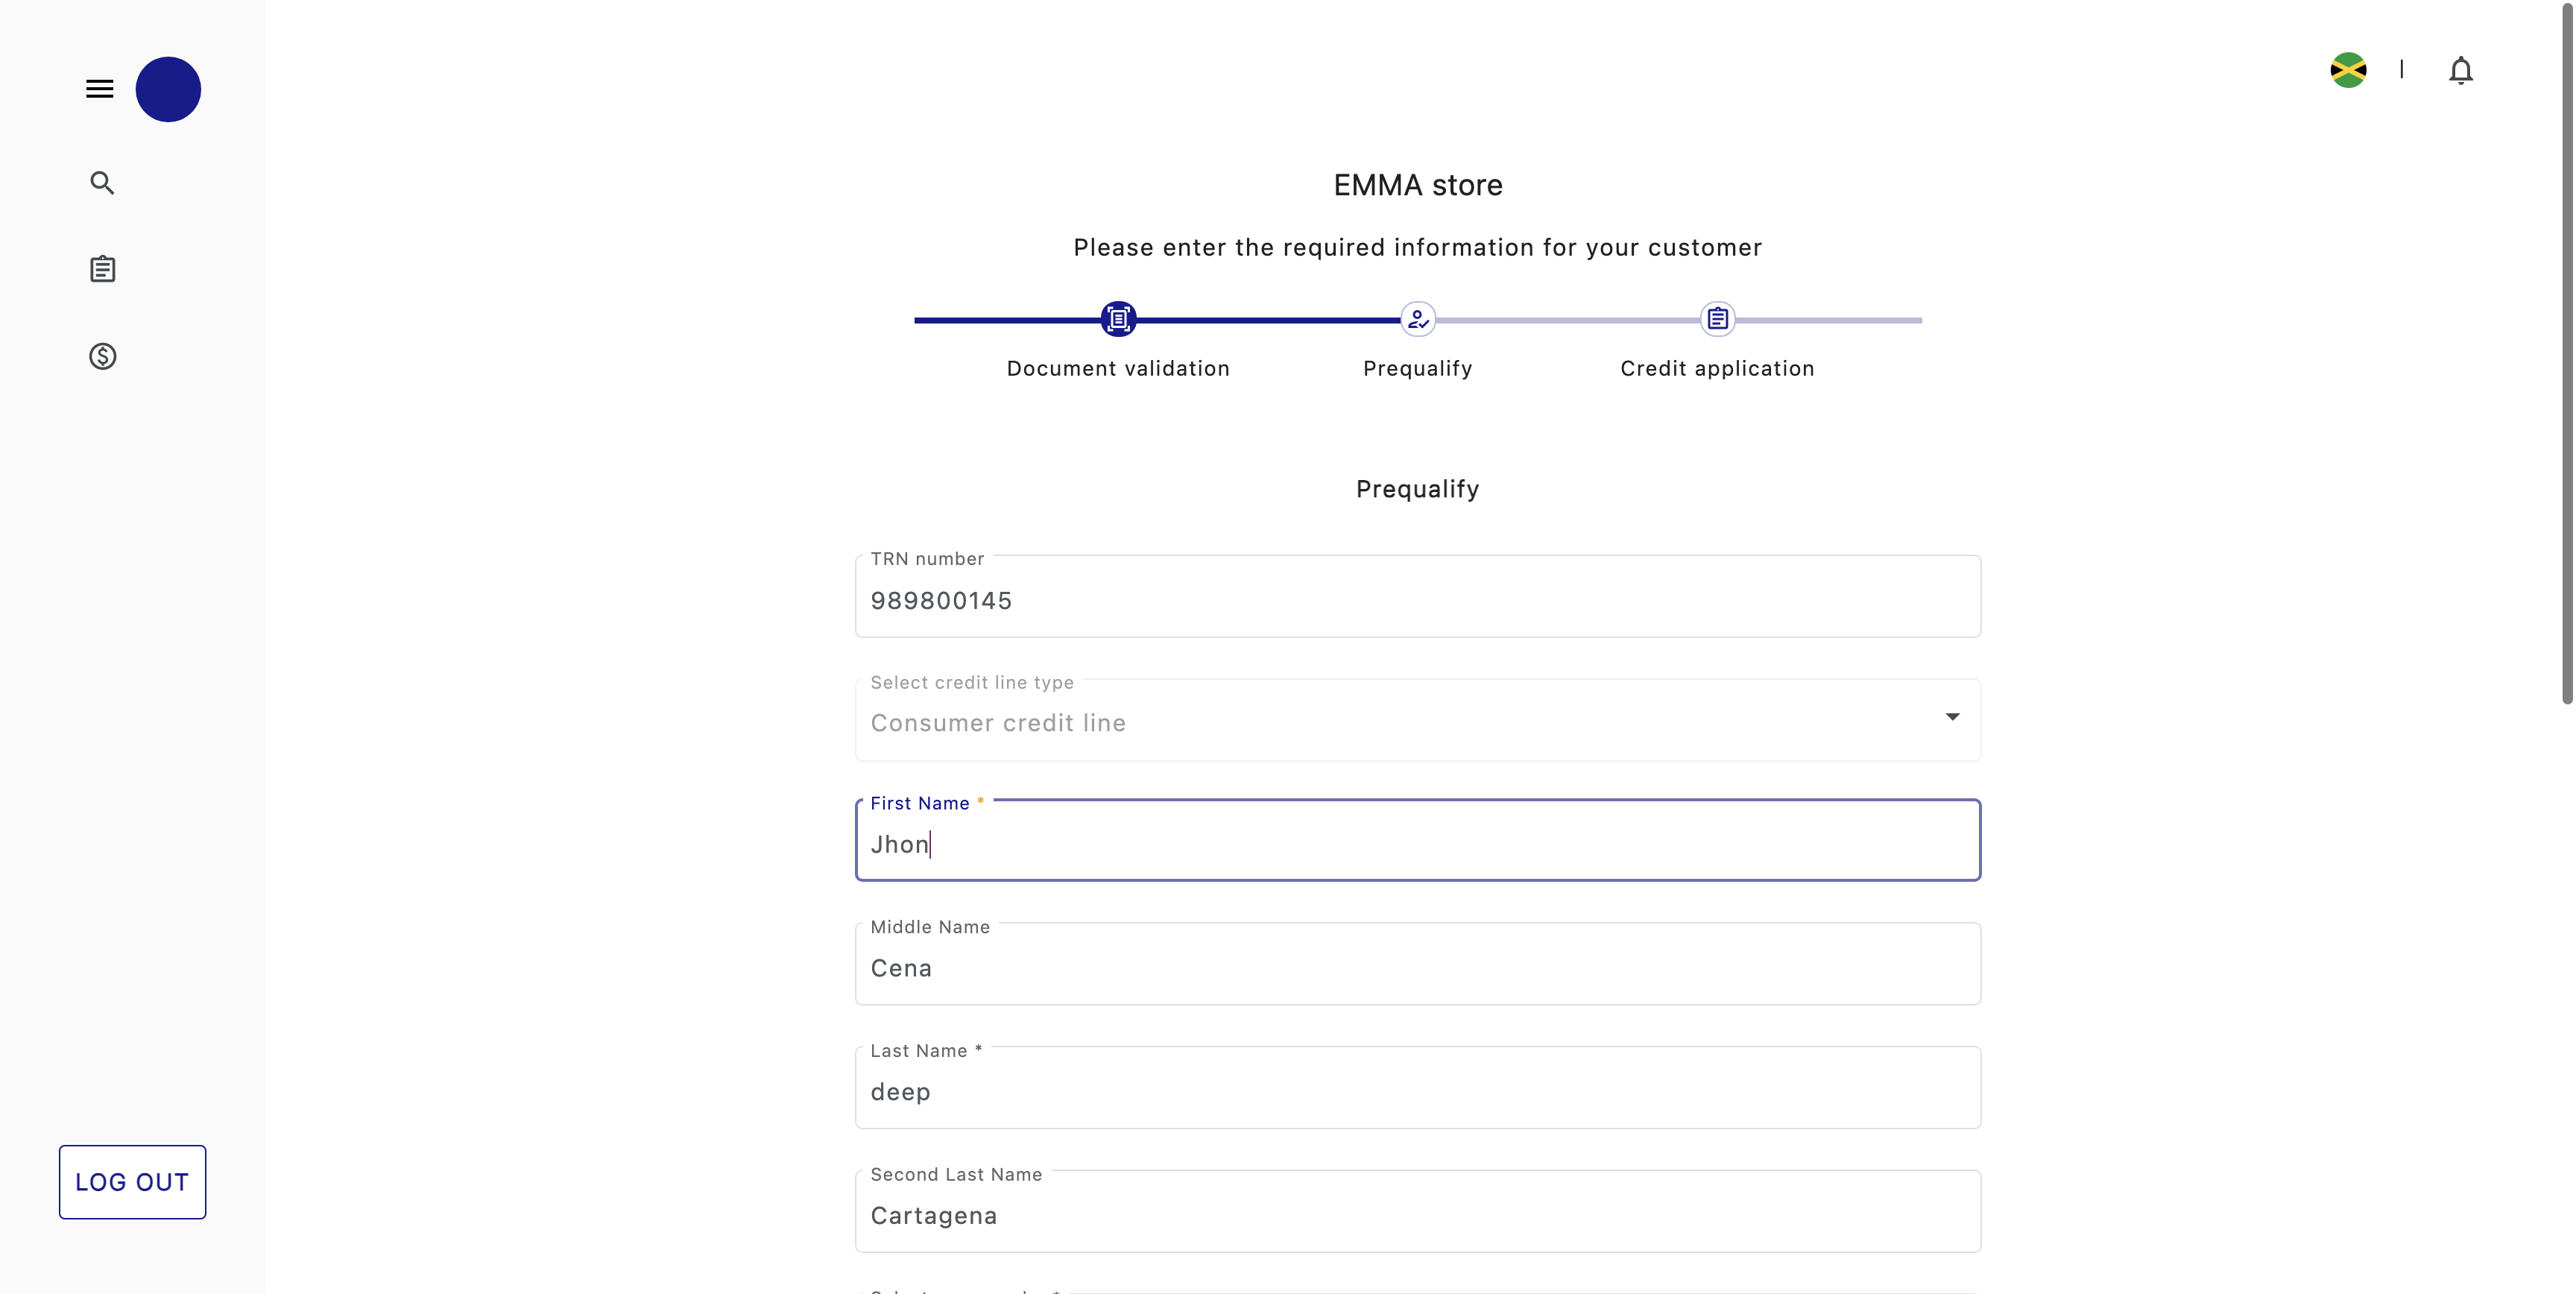 EMMA store
Please enter the required information for your customer
Document validation
Prequalify
Credit application
Prequalify
TRN number
989800145
Select credit line type
Consumer credit line
First Name *
Jhon
Middle Name
Cena
Last Name *
deep
Second Last Name
Cartagena
LOG OUT